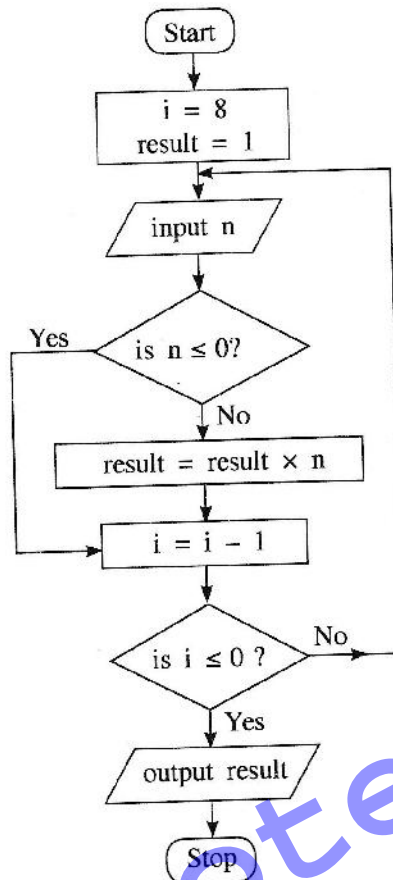 Start
i = 8
result = 1
input n
is n ≤ 0?
Yes
No
result = result × n
i = i - 1
is i ≤ 0 ?
No
Yes
output result
Stop